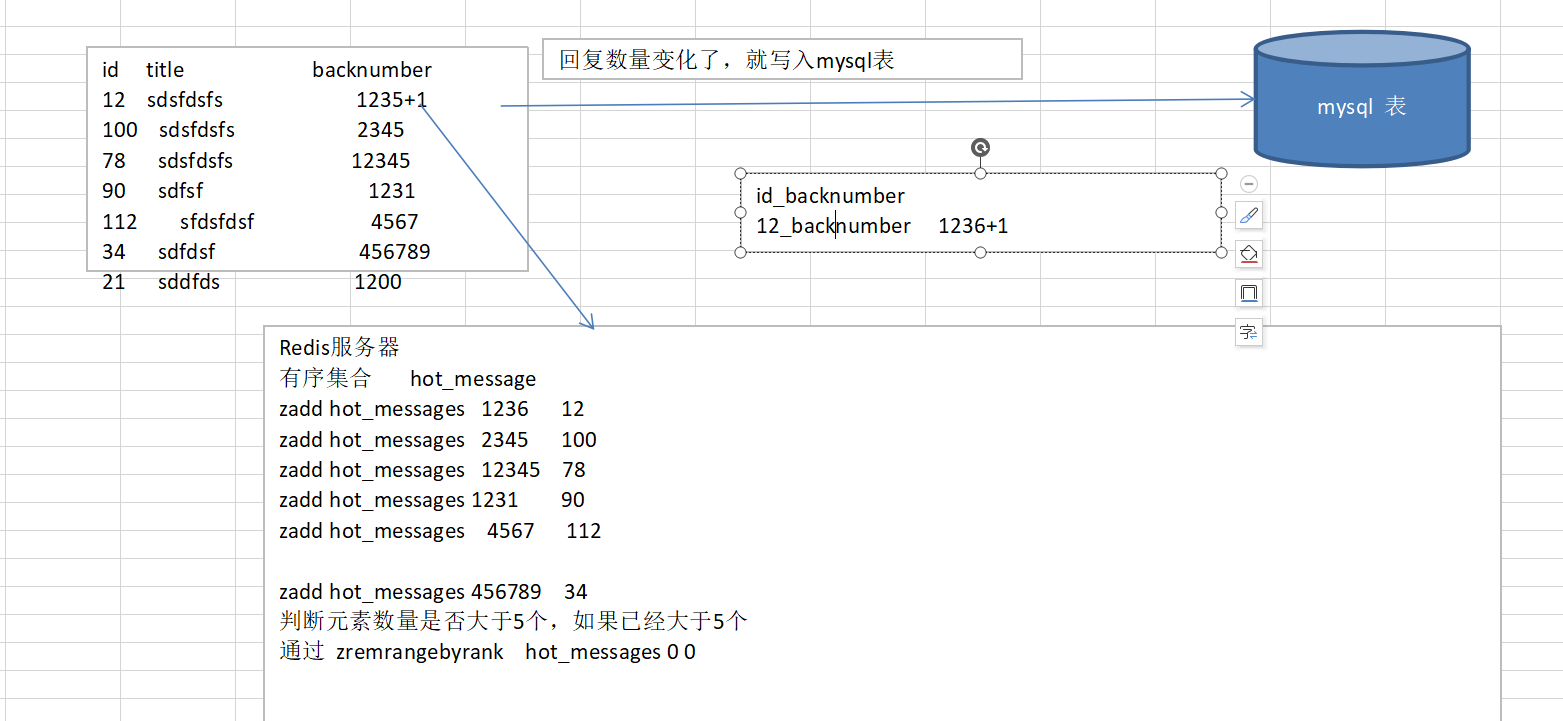 id title backnumber
12 sdsfdsfs 1235+1
100 sdsfdsfs 2345
78 sdsfdsfs 12345
90 sdfsf 1231
112 sfdsfdsf 4567
34 sdfdsf 456789
21 sddfds 1200
回复数量变化了，就写入mysql表
mysql 表
id_backnumber
12_backnumber 1236+1
字
Redis服务器
有序集合 hot_message
zadd hot_messages 1236 12
zadd hot_messages 2345 100
zadd hot_messages 12345 78
zadd hot_messages 1231 90
zadd hot_messages 4567 112
zadd hot_messages 456789 34
判断元素数量是否大于5个，如果已经大于5个
通过 zremrangebyrank hot_messages 0 0